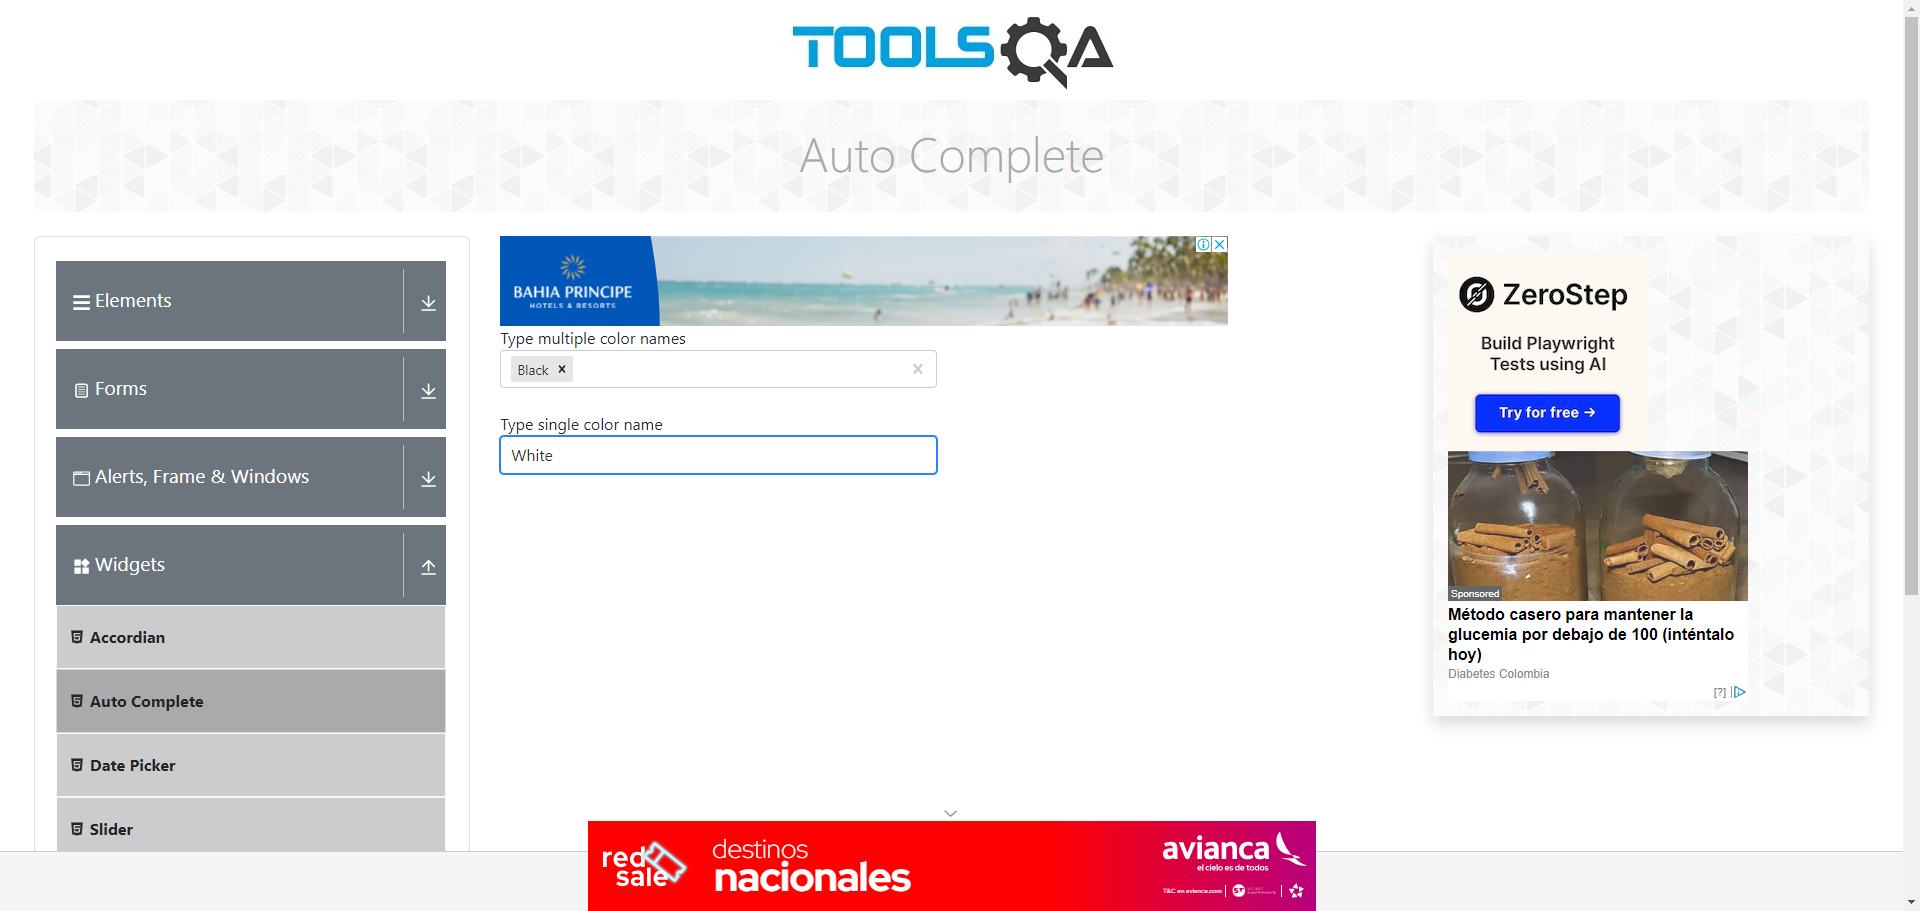 TOOLSQA
Auto Complete
Elements
Forms
Alerts, Frame & Windows
Widgets
Accordian
Auto Complete
Date Picker
Slider
BAHIA PRINCIPE
HOTELS & RESORTS
Type multiple color names
Black
Type single color name
White
ZeroStep
Build Playwright
Tests using AI
Try for free →
Sponsored
Método casero para mantener la
glucemia por debajo de 100 (inténtalo
hoy)
Diabetes Colombia
[?]
red
sale
destinos
nacionales
avianca
el cielo es de todos
T&C en avianca.com